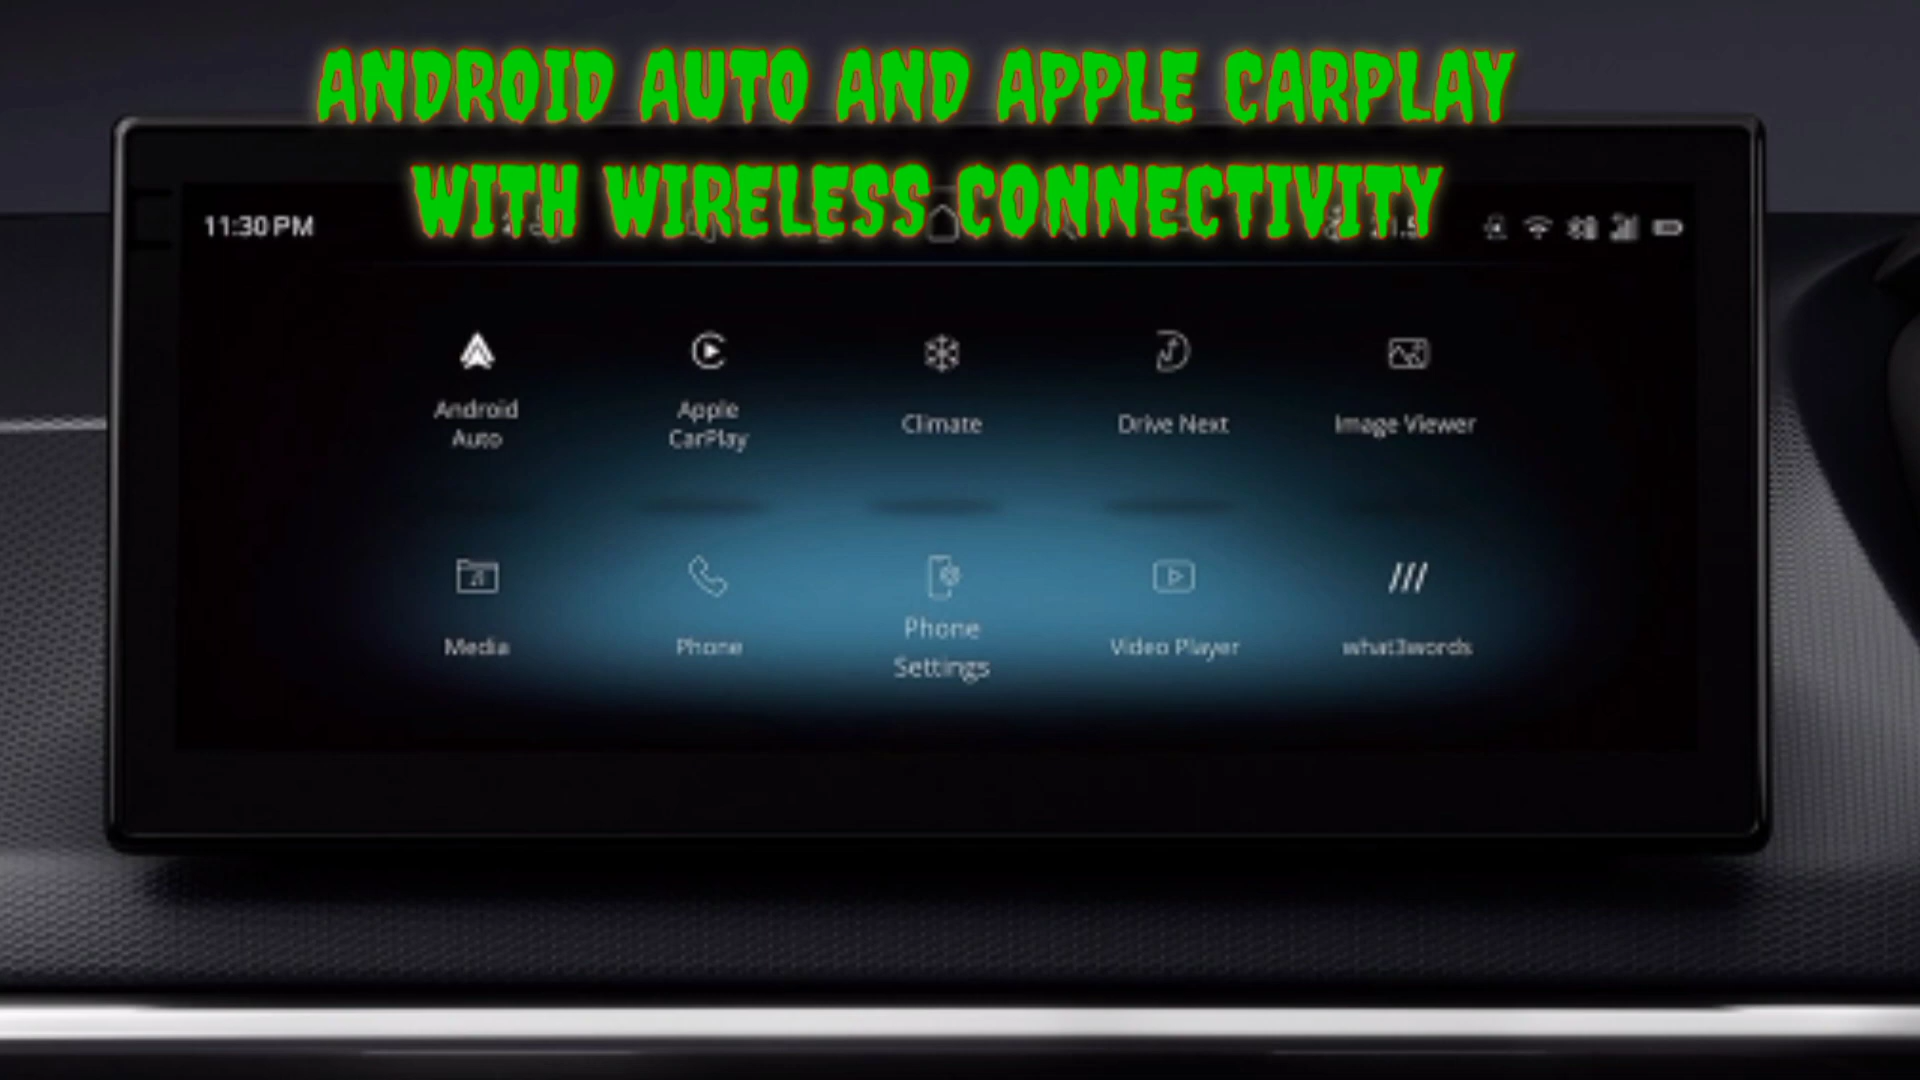 ANDROID AUTO AND APPLE CARPLAY
WITH WIRELESS CONNECTIVITY
11:30 PM
Android
Auto
Apple
CarPlay
Climate
Drive Next
Image Viewer
Media
Phone
Phone
Settings
Video Player
what3words